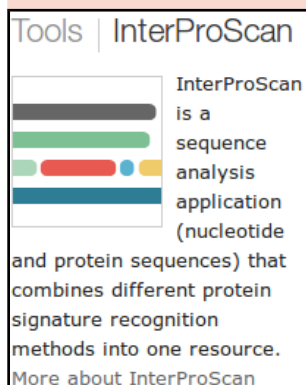 Tools | InterProScan
InterProScan
is a
sequence
analysis
application
(nucleotide
and protein sequences) that
combines different protein
signature recognition
methods into one resource.
More about InterProScan